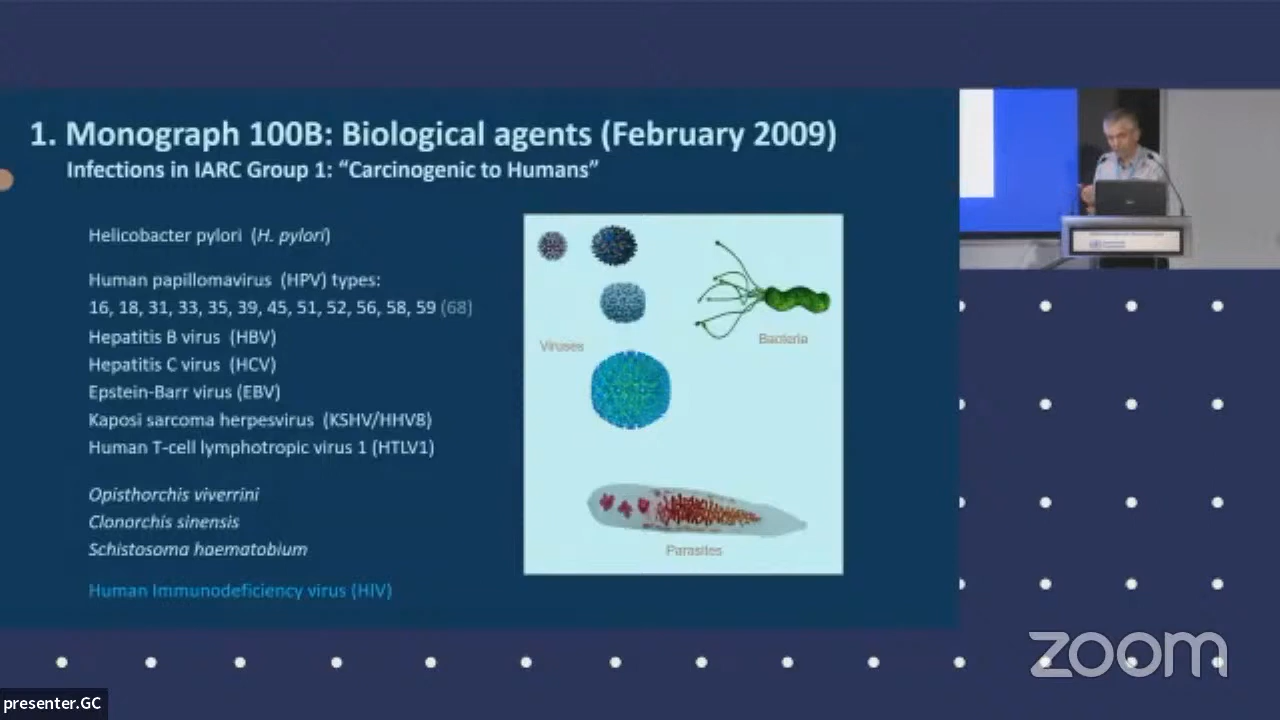 1. Monograph 100B: Biological agents (February 2009)
Infections in IARC Group 1: “Carcinogenic to Humans”
Helicobacter pylori (H. pylori)
Human papillomavirus (HPV) types:
16, 18, 31, 33, 35, 39, 45, 51, 52, 56, 58, 59 (68)
Hepatitis B virus (HBV)
Hepatitis C virus (HCV)
Epstein-Barr virus (EBV)
Kaposi sarcoma herpesvirus (KSHV/HHV8)
Human T-cell lymphotropic virus 1 (HTLV1)
Opisthorchis viverrini
Clonorchis sinensis
Schistosoma haematobium
Human Immunodeficiency virus (HIV)
Viruses
Bacteria
Parasites
zoom
presenter.GC